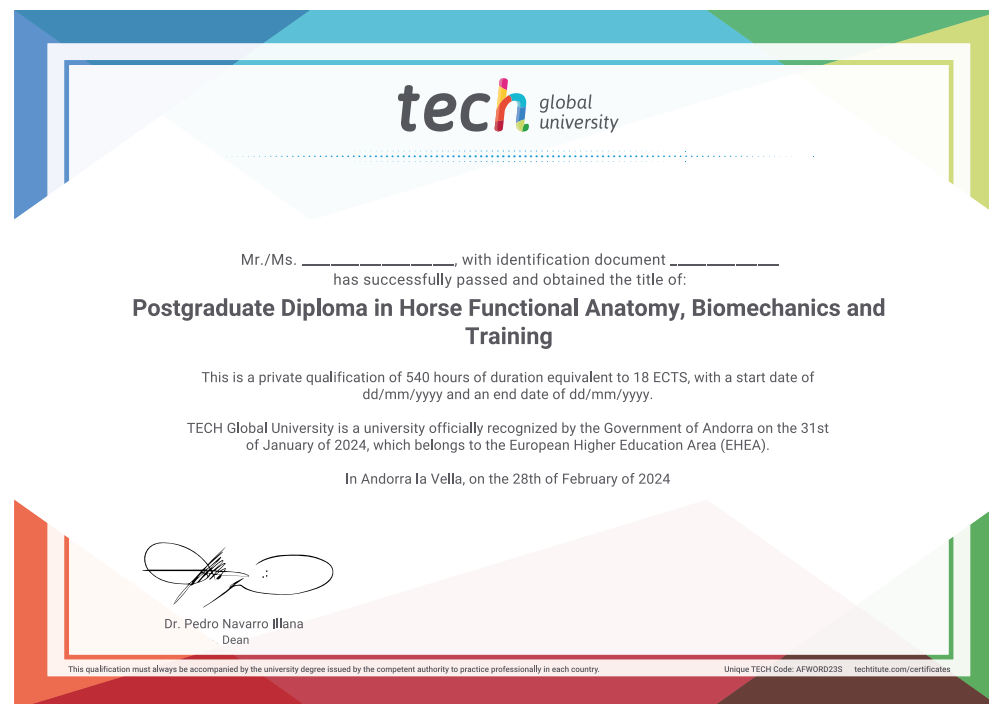 tech global
university
Mr./Ms. ____________________, with identification document ______________
has successfully passed and obtained the title of:
Postgraduate Diploma in Horse Functional Anatomy, Biomechanics and
Training
This is a private qualification of 540 hours of duration equivalent to 18 ECTS, with a start date of
dd/mm/yyyy and an end date of dd/mm/yyyy.
TECH Global University is a university officially recognized by the Government of Andorra on the 31st
of January of 2024, which belongs to the European Higher Education Area (EHEA).
In Andorra la Vella, on the 28th of February of 2024
Dr. Pedro Navarro Illana
Dean
This qualification must always be accompanied by the university degree issued by the competent authority to practice professionally in each country. Unique TECH Code: AFWORD23S techtitute.com/certificates